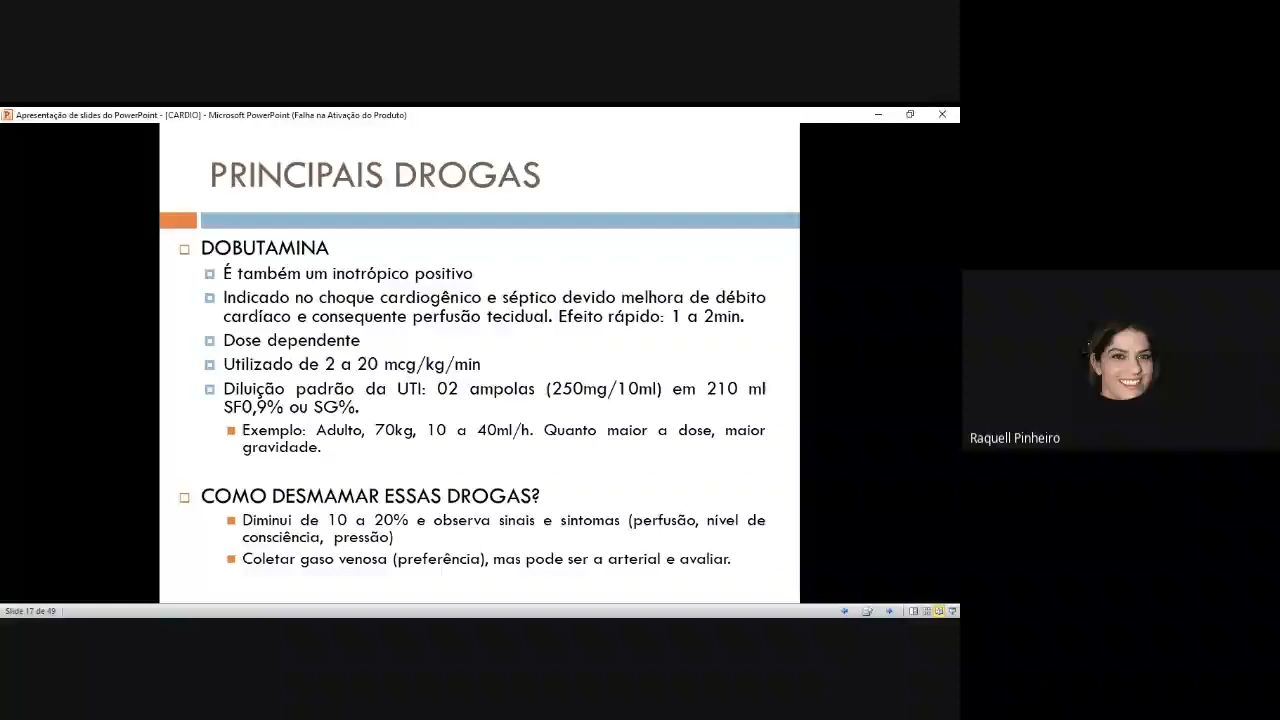 Apresentação de slides do PowerPoint - [CARDIO] - Microsoft PowerPoint (Falha na Ativação do Produto)
PRINCIPAIS DROGAS
DOBUTAMINA
É também um inotrópico positivo
Indicado no choque cardiogênico e séptico devido melhora de débito
cardíaco e consequente perfusão tecidual. Efeito rápido: 1 a 2min.
Dose dependente
Utilizado de 2 a 20 mcg/kg/min
Diluição padrão da UTI: 02 ampolas (250mg/10ml) em 210 ml
SF0,9% ou SG%.
Exemplo: Adulto, 70kg, 10 a 40ml/h. Quanto maior a dose, maior
gravidade.
COMO DESMAMAR ESSAS DROGAS?
Diminui de 10 a 20% e observa sinais e sintomas (perfusão, nível de
consciência, pressão)
Coletar gaso venosa (preferência), mas pode ser a arterial e avaliar.
Raquell Pinheiro
Slide 17 de 49